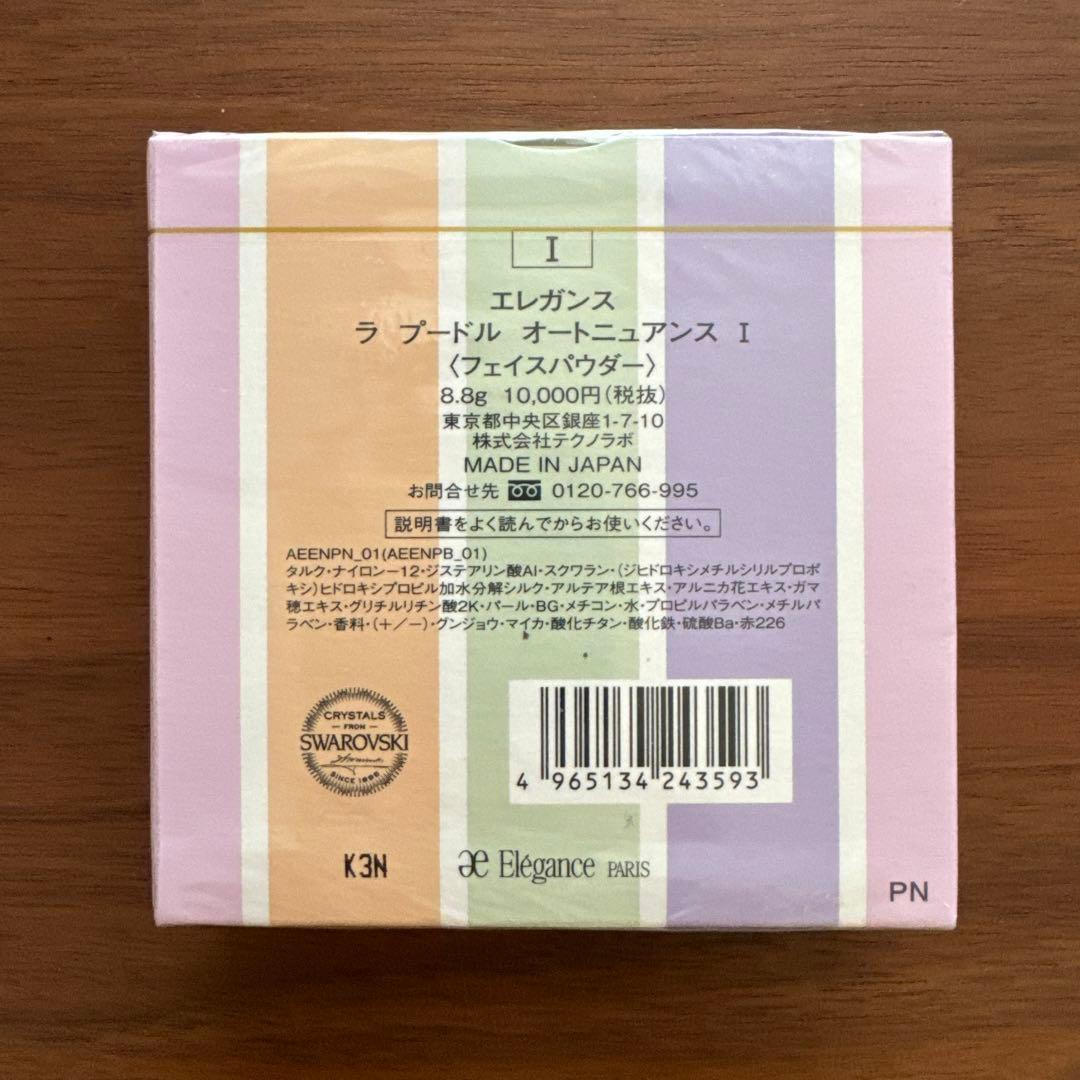 I
エレガンス
ラ プードル オートニュアンス I
〈フェイスパウダー〉
8.8g 10,000円(税抜)
東京都中央区銀座1-7-10
株式会社テクノラボ
MADE IN JAPAN
お問合せ先 0120-766-995
説明書をよく読んでからお使いください。
AEENPN_01(AEENPB_01)
タルク・ナイロン－12・ジステアリン酸Al・スクワラン・(ジヒドロキシメチルシリルプロポ
キシ)ヒドロキシプロピル加水分解シルク・アルテア根エキス・アルニカ花エキス・ガマ
穂エキス・グリチルリチン酸2K・パール・BG・メチコン・水・プロピルパラベン・メチルパ
ラベン・香料・(＋／－)・グンジョウ・マイカ・酸化チタン・酸化鉄・硫酸Ba・赤226
CRYSTALS
FROM
SWAROVSKI
SINCE 1895
4 965134 243593
K3N
æ Elégance PARIS
PN